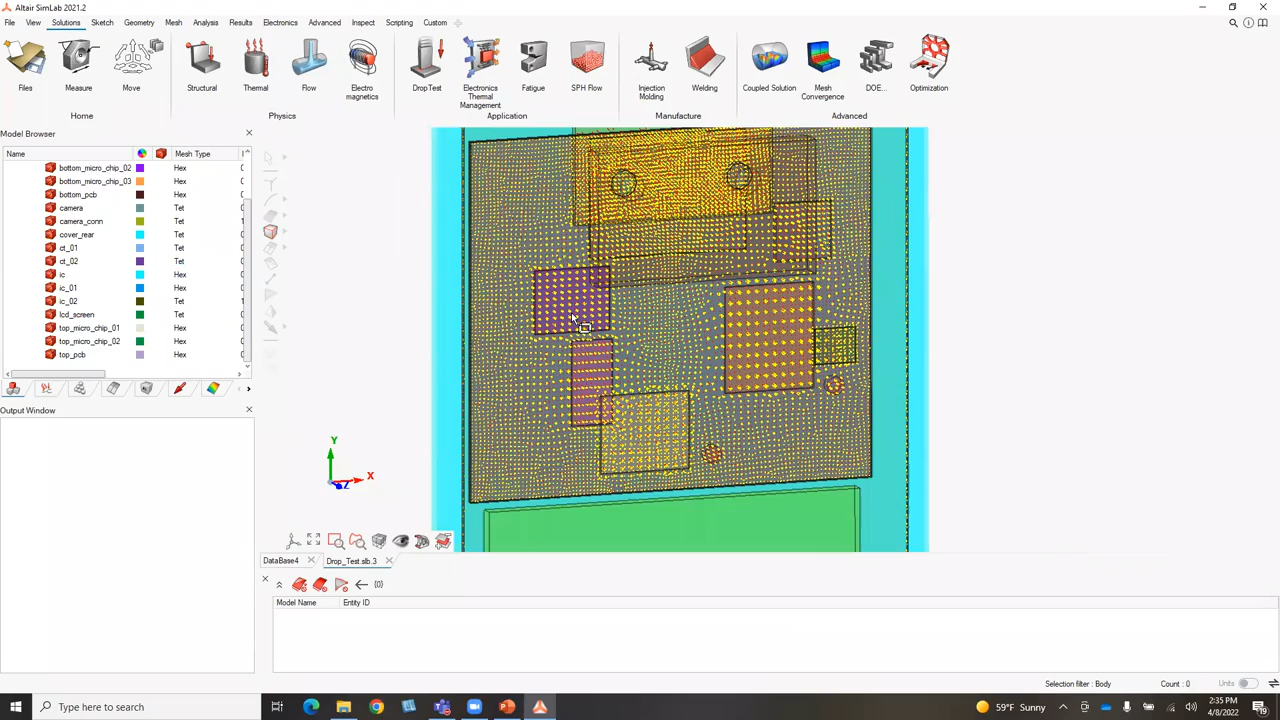 Altair SimLab 2021.2
File View Solutions Sketch Geometry Mesh Analysis Results Electronics Advanced Inspect Scripting Custom
Files Measure Move Structural Thermal Flow Electro magnetics Drop Test Electronics Thermal Management Fatigue SPH Flow Injection Molding Welding Coupled Solution Mesh Convergence DOE... Optimization
Home Physics Application Manufacture Advanced
Model Browser
Name Mesh Type
bottom_micro_chip_02 Hex
bottom_micro_chip_03 Hex
bottom_pcb Hex
camera Tet
camera_conn Tet
cover_rear Tet
ct_01 Tet
ct_02 Tet
ic Hex
ic_01 Hex
ic_02 Tet
lcd_screen Tet
top_micro_chip_01 Hex
top_micro_chip_02 Hex
top_pcb Hex
Output Window
Y
X
Z
DataBase4 Drop_Test.slb.3
{0}
Model Name Entity ID
Selection filter : Body Count : 0 Units
Type here to search
59°F Sunny
2:35 PM
4/8/2022